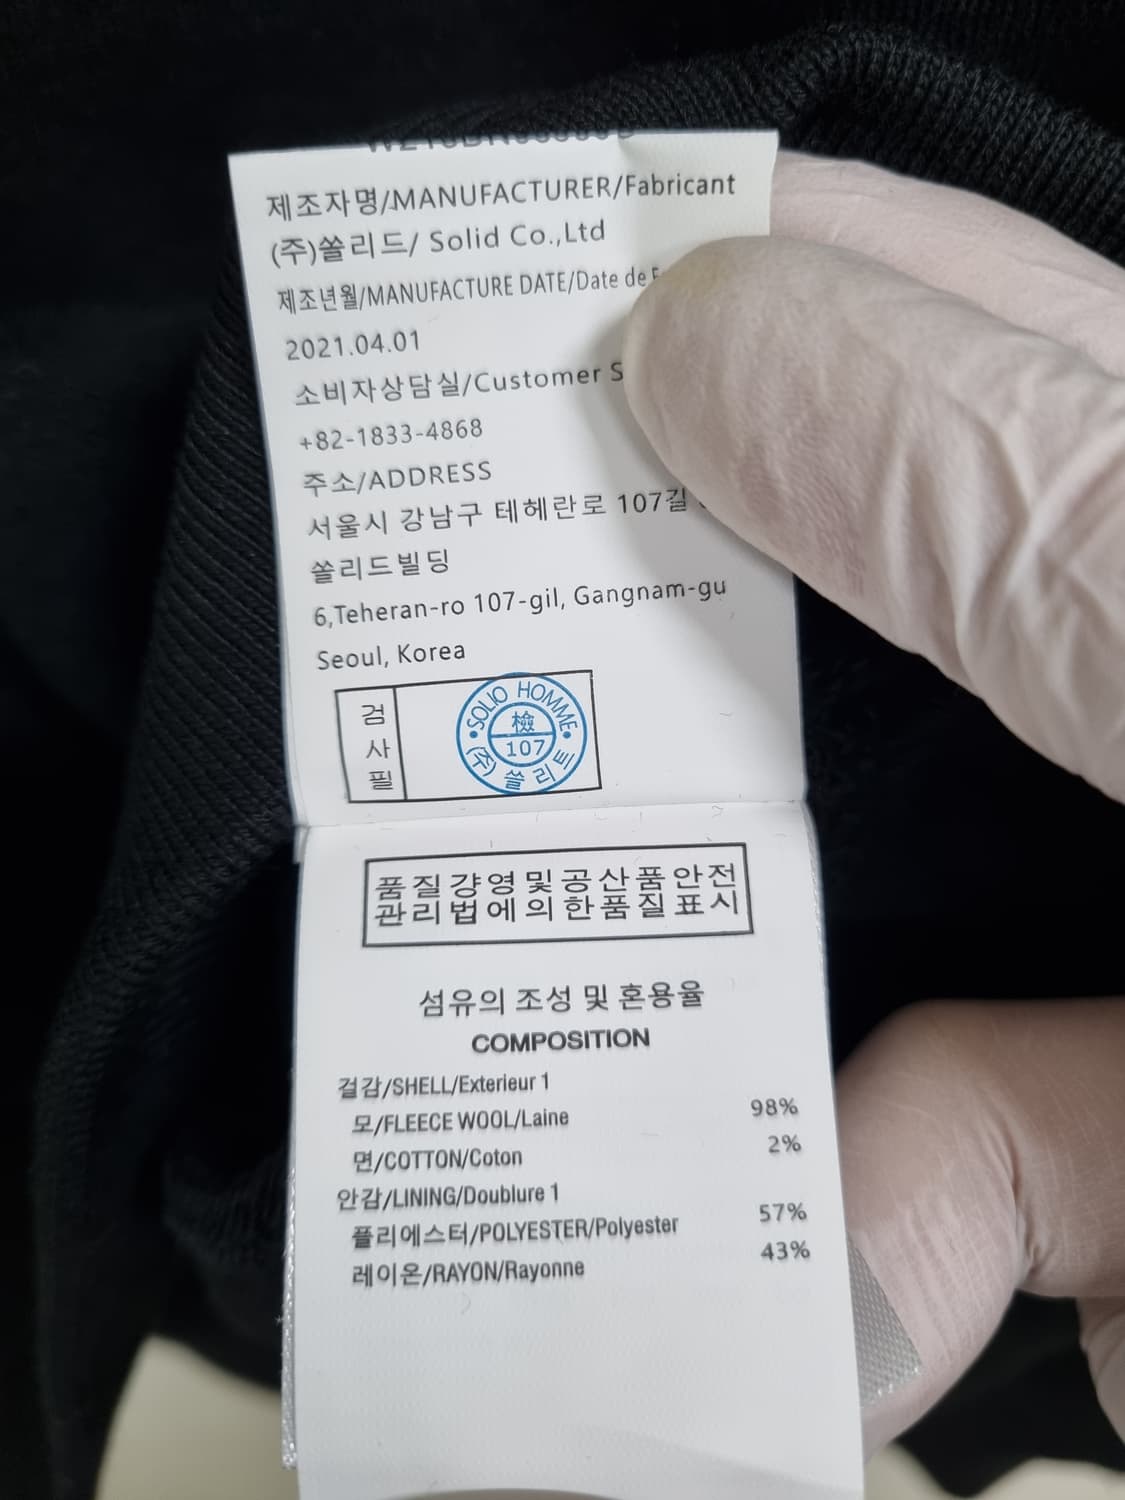 제조자명/MANUFACTURER/Fabricant
(주)쏠리드/ Solid Co.,Ltd
제조년월/MANUFACTURE DATE/Date de
2021.04.01
소비자상담실/Customer S
+82-1833-4868
주소/ADDRESS
서울시 강남구 테헤란로 107길
쏠리드빌딩
6,Teheran-ro 107-gil, Gangnam-gu
Seoul, Korea
검사필
SOLID HOMME
檢
107
(주)쏠리드
품질걍영및공산품안전
관리법에의한품질표시
섬유의 조성 및 혼용율
COMPOSITION
걸감/SHELL/Exterieur 1
모/FLEECE WOOL/Laine 98%
면/COTTON/Coton 2%
안감/LINING/Doublure 1
플리에스터/POLYESTER/Polyester 57%
레이온/RAYON/Rayonne 43%